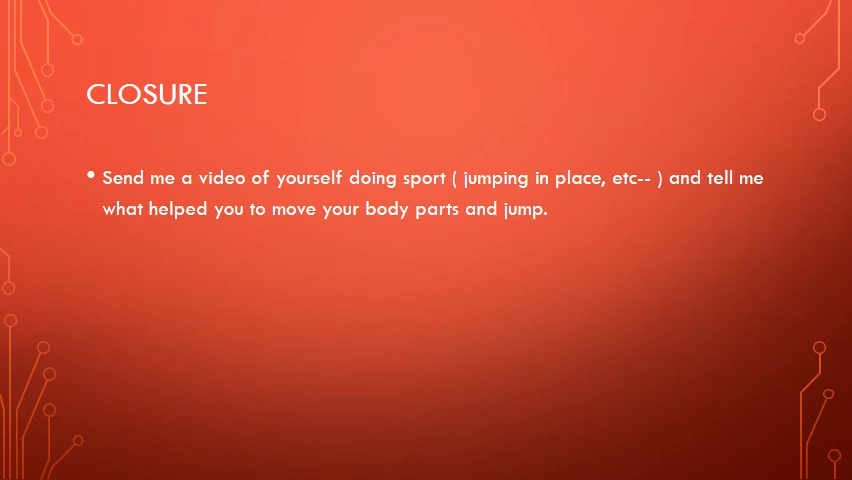 CLOSURE
• Send me a video of yourself doing sport ( jumping in place, etc-- ) and tell me
what helped you to move your body parts and jump.